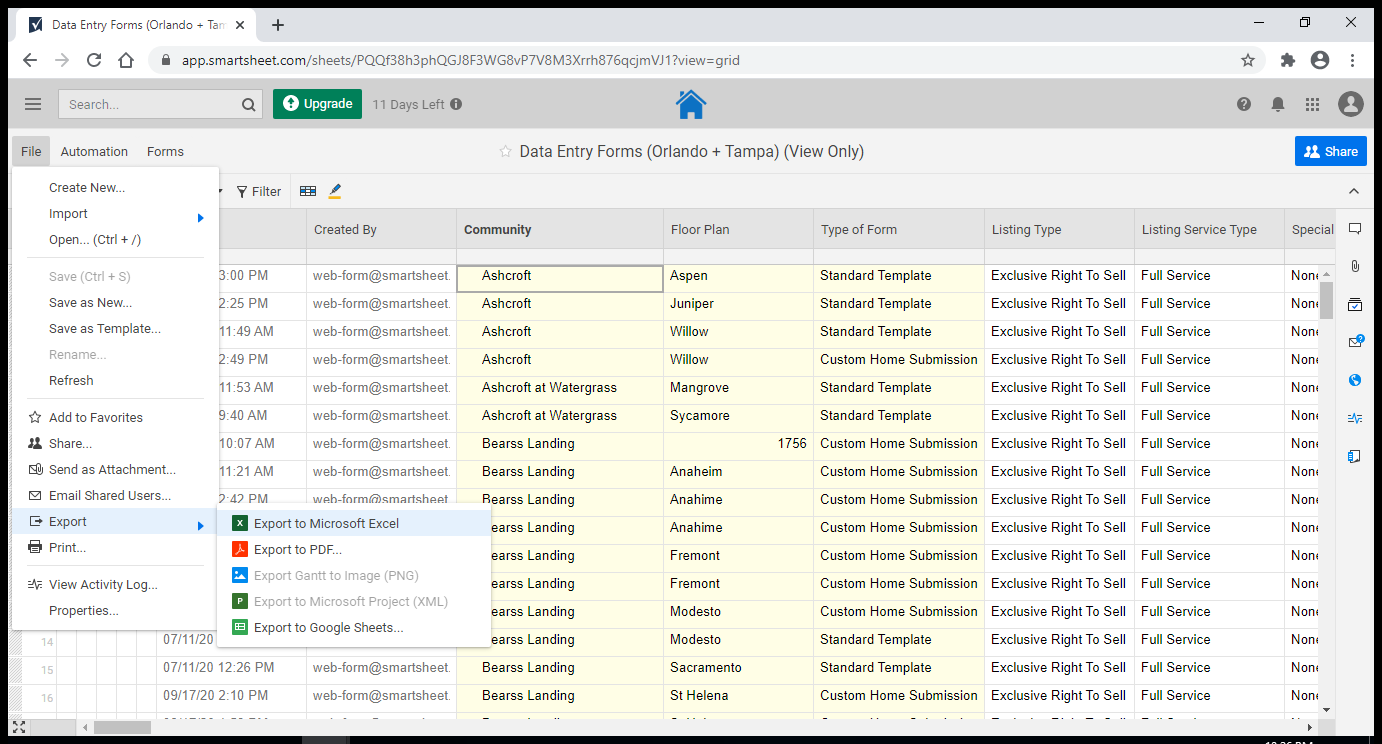 Data Entry Forms (Orlando + Tam
app.smartsheet.com/sheets/PQQf38h3phQGJ8F3WG8vP7V8M3Xrrh876qcjmVJ1?view=grid
Search...
Upgrade
11 Days Left
File Automation Forms
Data Entry Forms (Orlando + Tampa) (View Only)
Share
Filter
Create New...
Import
Open... (Ctrl + /)
Save (Ctrl + S)
Save as New...
Save as Template...
Rename...
Refresh
Add to Favorites
Share...
Send as Attachment...
Email Shared Users...
Export
Print...
View Activity Log...
Properties...
Export to Microsoft Excel
Export to PDF...
Export Gantt to Image (PNG)
Export to Microsoft Project (XML)
Export to Google Sheets...
Created By Community Floor Plan Type of Form Listing Type Listing Service Type Special
3:00 PM web-form@smartsheet. Ashcroft Aspen Standard Template Exclusive Right To Sell Full Service None
2:25 PM web-form@smartsheet. Ashcroft Juniper Standard Template Exclusive Right To Sell Full Service None
11:49 AM web-form@smartsheet. Ashcroft Willow Standard Template Exclusive Right To Sell Full Service None
2:49 PM web-form@smartsheet. Ashcroft Willow Custom Home Submission Exclusive Right To Sell Full Service None
11:53 AM web-form@smartsheet. Ashcroft at Watergrass Mangrove Standard Template Exclusive Right To Sell Full Service None
9:40 AM web-form@smartsheet. Ashcroft at Watergrass Sycamore Standard Template Exclusive Right To Sell Full Service None
10:07 AM web-form@smartsheet. Bearss Landing 1756 Custom Home Submission Exclusive Right To Sell Full Service None
11:21 AM web-form@smartsheet. Bearss Landing Anaheim Custom Home Submission Exclusive Right To Sell Full Service None
2:42 PM web-form@smartsheet. Bearss Landing Anahime Custom Home Submission Exclusive Right To Sell Full Service None
Bearss Landing Anahime Custom Home Submission Exclusive Right To Sell Full Service None
Bearss Landing Fremont Custom Home Submission Exclusive Right To Sell Full Service None
Bearss Landing Fremont Custom Home Submission Exclusive Right To Sell Full Service None
Bearss Landing Modesto Custom Home Submission Exclusive Right To Sell Full Service None
14 07/11/20 Bearss Landing Modesto Standard Template Exclusive Right To Sell Full Service None
15 07/11/20 12:26 PM web-form@smartsheet. Bearss Landing Sacramento Standard Template Exclusive Right To Sell Full Service None
16 09/17/20 2:10 PM web-form@smartsheet. Bearss Landing St Helena Custom Home Submission Exclusive Right To Sell Full Service None